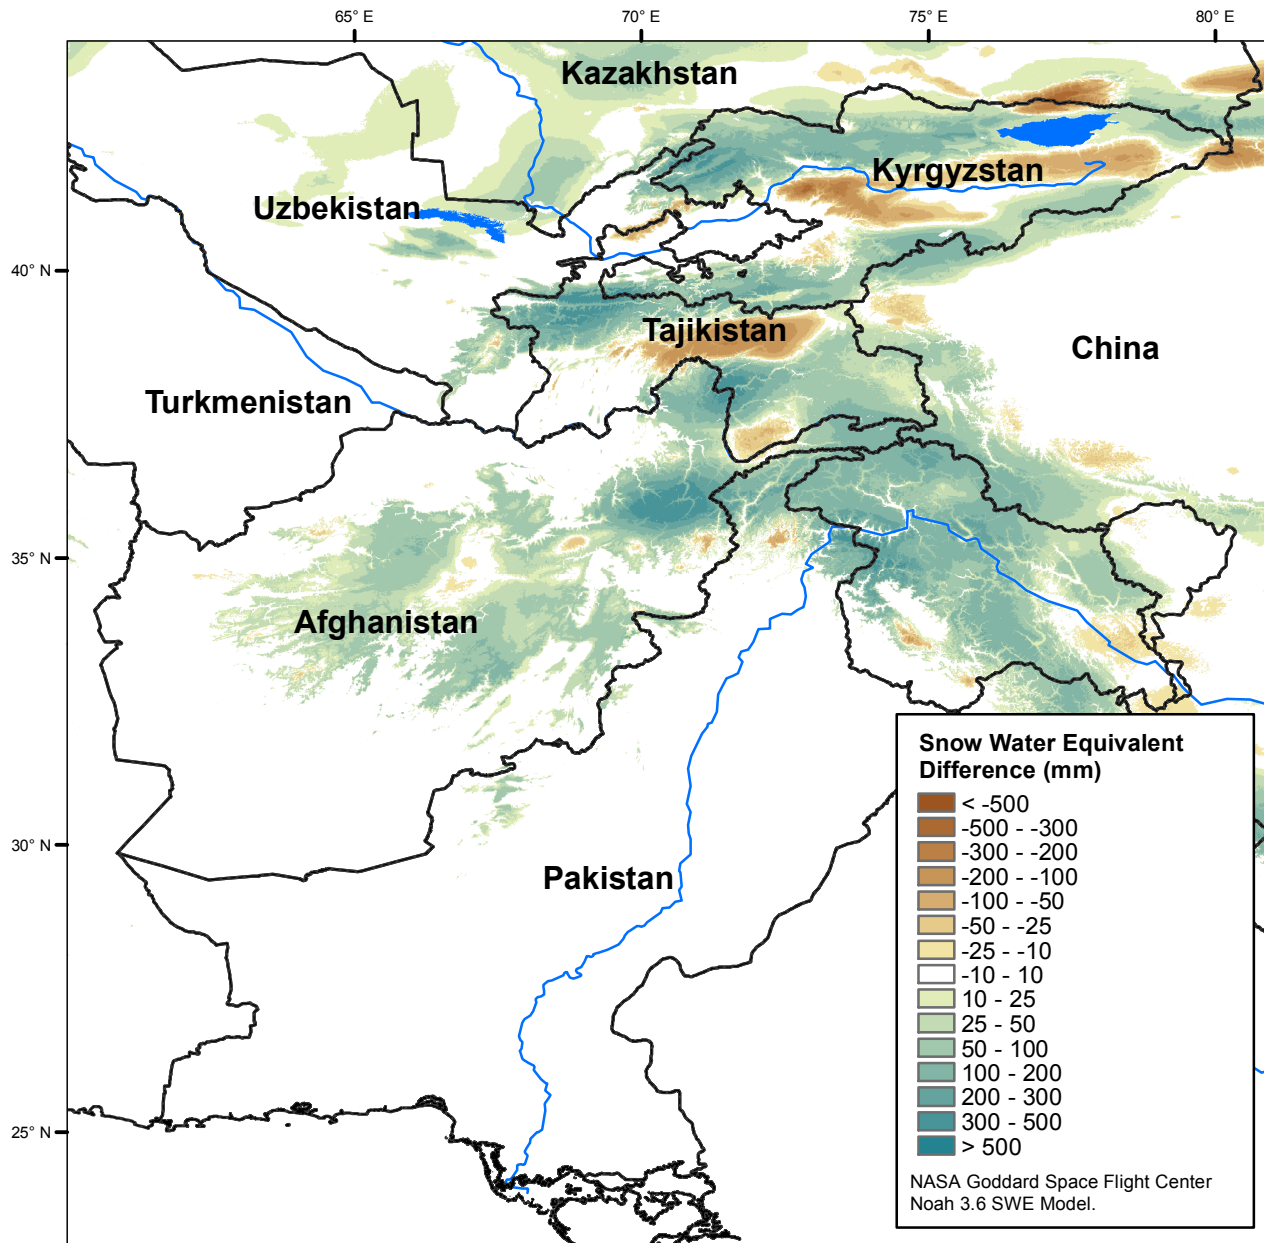 65° E
70° E
75° E
80° E
Kazakhstan
Kyrgyzstan
Uzbekistan
40° N
Tajikistan
China
Turkmenistan
35° N
Afghanistan
Snow Water Equivalent
Difference (mm)
< -500
-500 - -300
-300 - -200
-200 - -100
-100 - -50
-50 - -25
-25 - -10
-10 - 10
10 - 25
25 - 50
50 - 100
100 - 200
200 - 300
300 - 500
> 500
NASA Goddard Space Flight Center
Noah 3.6 SWE Model.
30° N
Pakistan
25° N